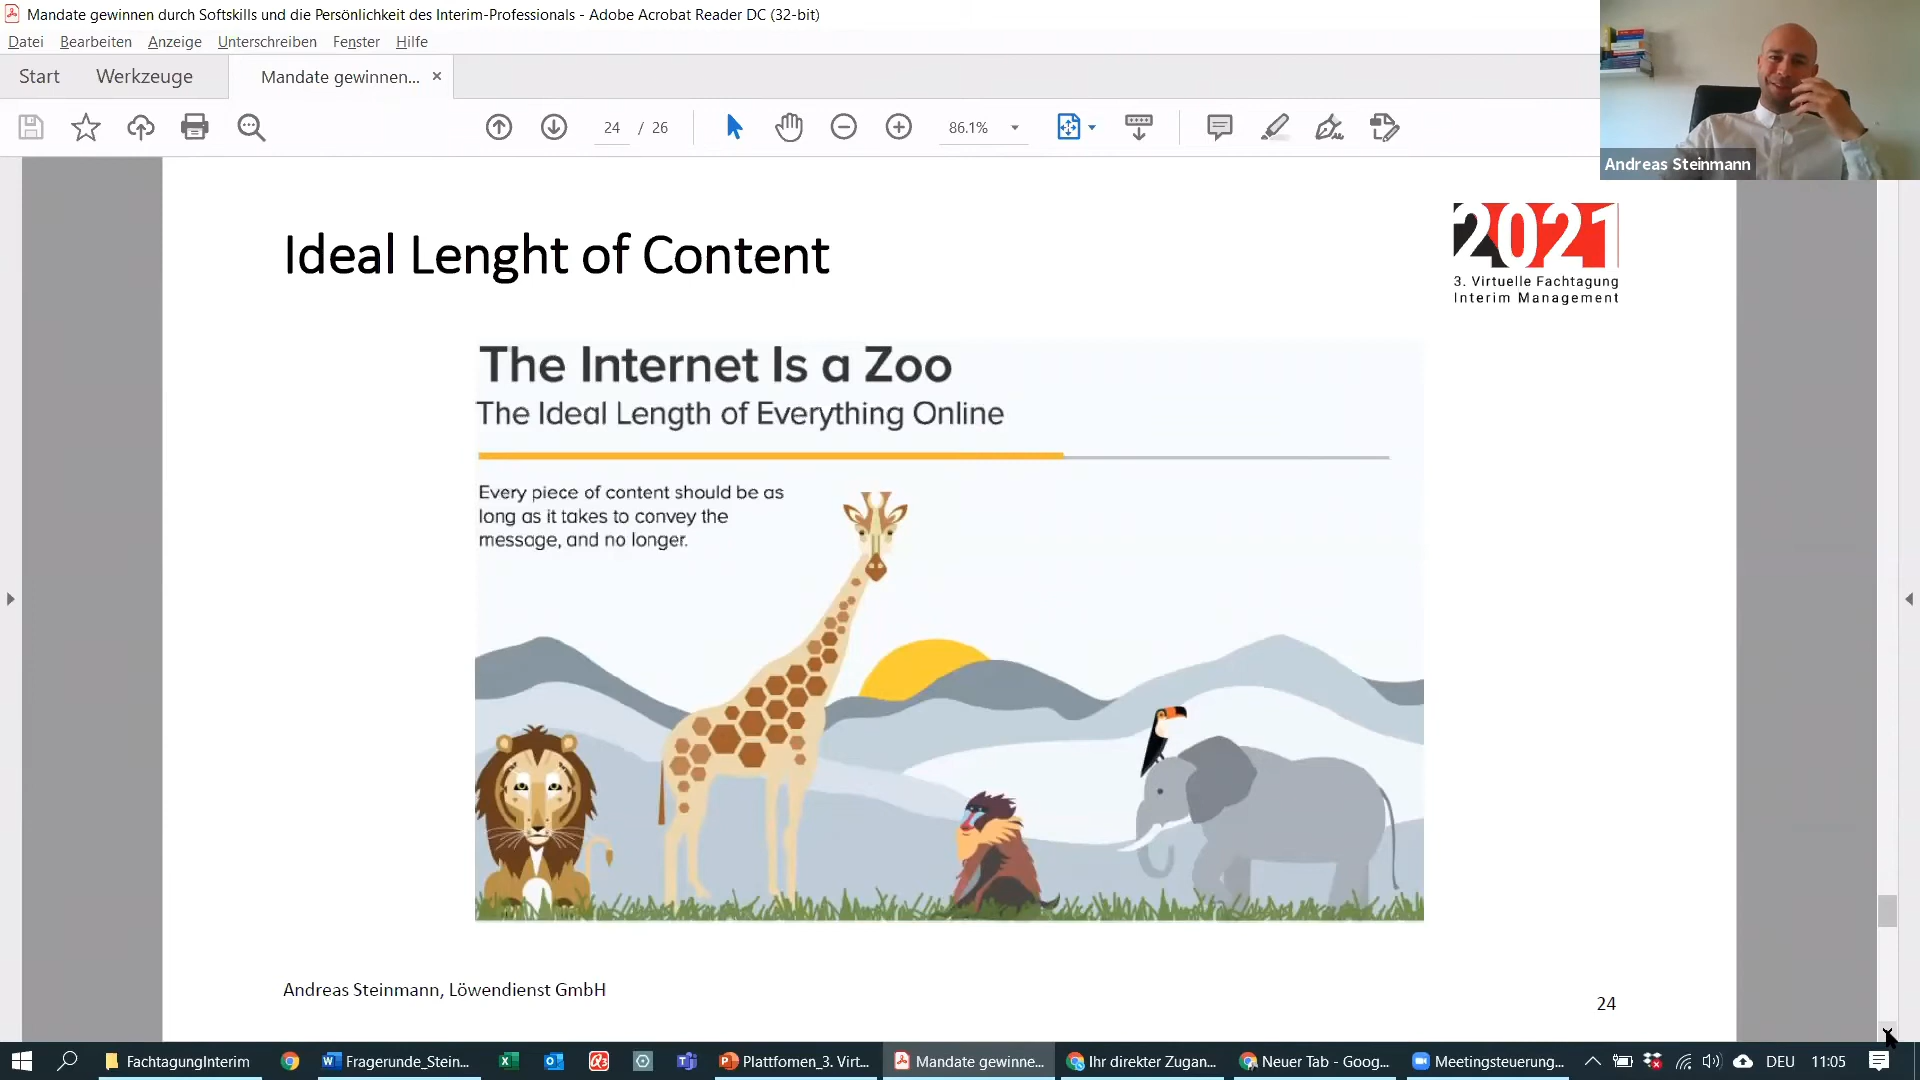 Mandate gewinnen durch Softskills und die Persönlichkeit des Interim-Professionals - Adobe Acrobat Reader DC (32-bit)
Datei Bearbeiten Anzeige Unterschreiben Fenster Hilfe
Start Werkzeuge Mandate gewinnen... ×
24 / 26 86.1%
Andreas Steinmann
Ideal Lenght of Content
2021
3. Virtuelle Fachtagung
Interim Management
The Internet Is a Zoo
The Ideal Length of Everything Online
Every piece of content should be as
long as it takes to convey the
message, and no longer.
Andreas Steinmann, Löwendienst GmbH
24
FachtagungInterim Fragerunde_Stein... Plattfomen_3. Virt... Mandate gewinne... Ihr direkter Zugan... Neuer Tab - Goog... Meetingsteuerung... DEU 11:05